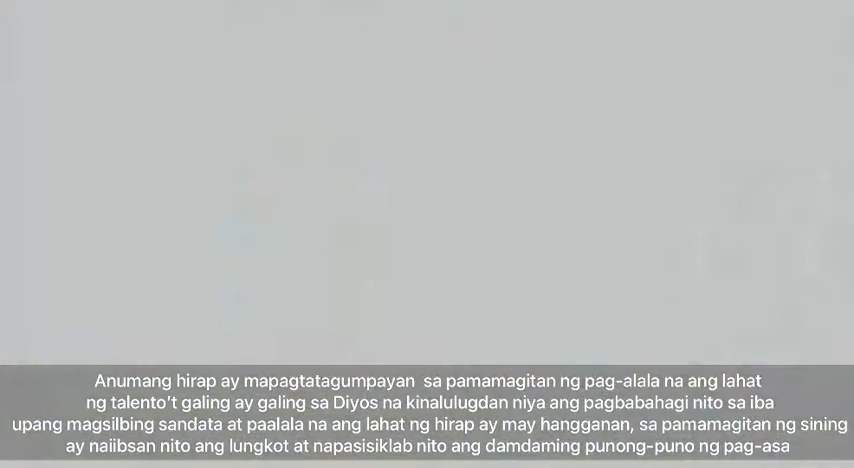 Anumang hirap ay mapagtatagumpayan  sa pamamagitan ng pag-alala na ang lahat
ng talento't galing ay galing sa Diyos na kinalulugdan niya ang pagbabahagi nito sa iba
upang magsilbing sandata at paalala na ang lahat ng hirap ay may hangganan, sa pamamagitan ng sining
ay naiibsan nito ang lungkot at napasisiklab nito ang damdaming punong-puno ng pag-asa